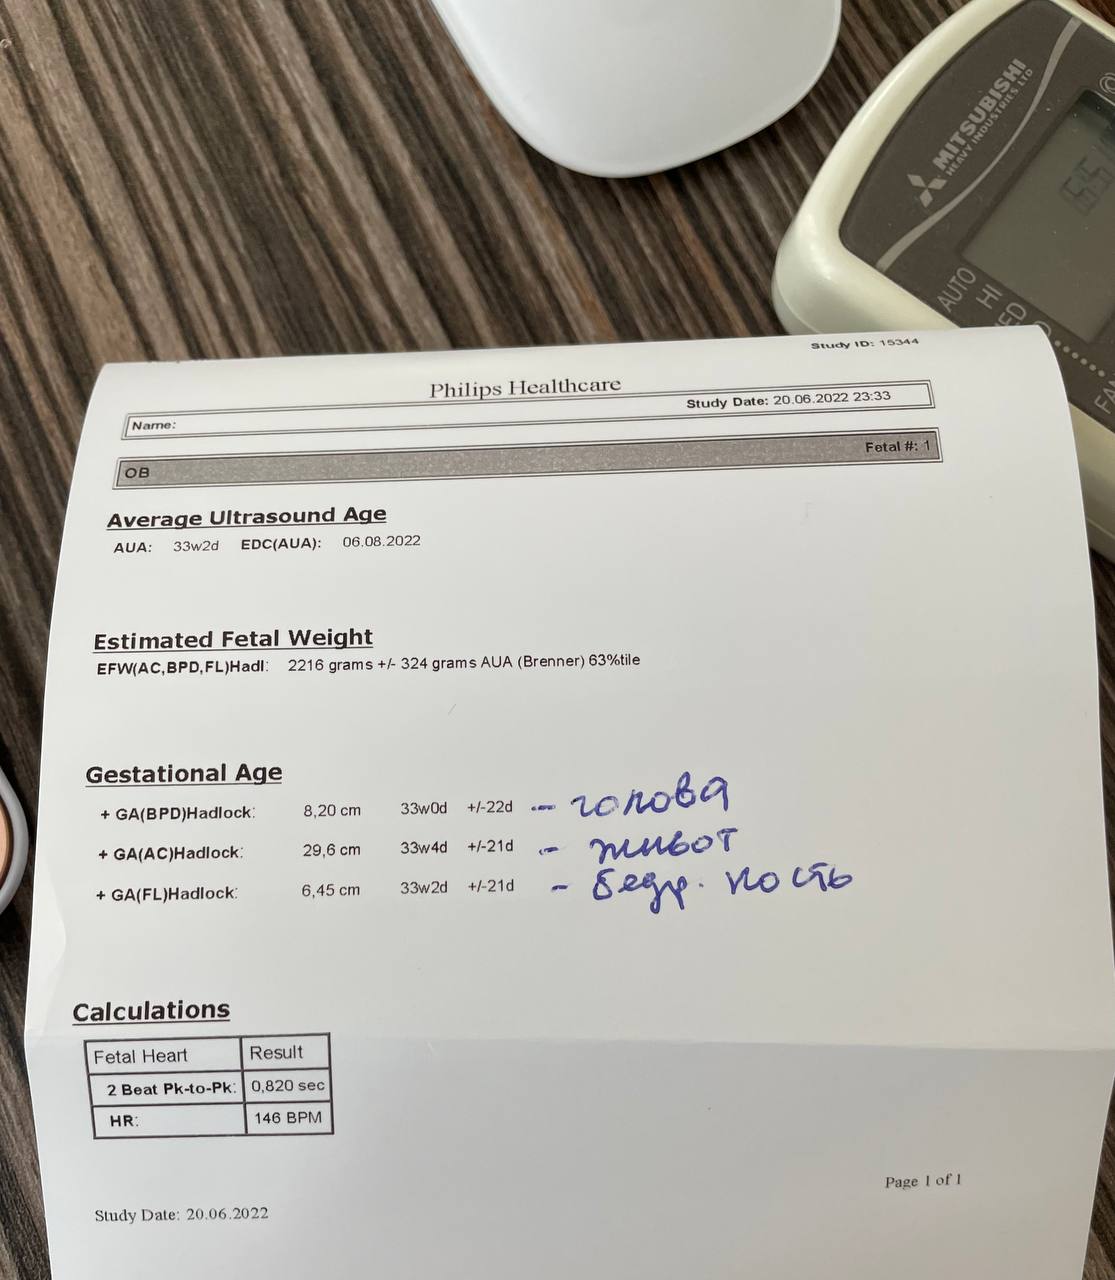 MITSUBISHI
HEAVY INDUSTRIES LTD
AUTO
HI
Study ID: 15344
Philips Healthcare
Name:
Study Date: 20.06.2022 23:33
OB
Fetal #: 1
Average Ultrasound Age
AUA: 33w2d EDC(AUA): 06.08.2022
Estimated Fetal Weight
EFW(AC,BPD,FL)Hadl: 2216 grams +/- 324 grams AUA (Brenner) 63%tile
Gestational Age
+ GA(BPD)Hadlock: 8,20 cm 33w0d +/-22d - голова
+ GA(AC)Hadlock: 29,6 cm 33w4d +/-21d - живот
+ GA(FL)Hadlock: 6,45 cm 33w2d +/-21d - бедр. кость
Calculations
Fetal Heart Result
2 Beat Pk-to-Pk: 0,820 sec
HR: 146 BPM
Page 1 of 1
Study Date: 20.06.2022